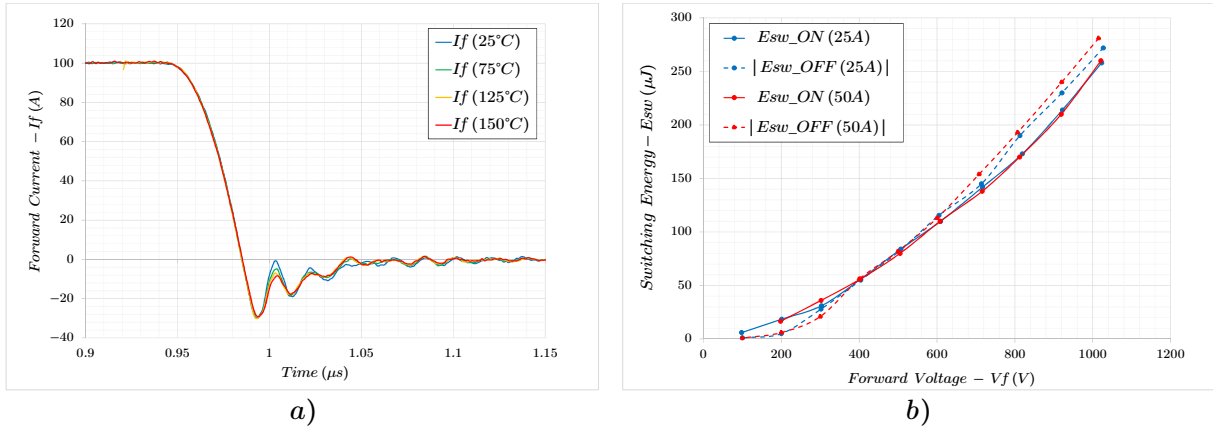 120
100
80
60
40
20
0
−20
−40
Forward Current − If (A)
If (25°C)
If (75°C)
If (125°C)
If (150°C)
0.9
0.95
1
1.05
1.1
1.15
Time (μs)
a)
300
250
200
150
100
50
0
Switching Energy − Esw (μJ)
Esw_ON (25A)
|Esw_OFF (25A)|
Esw_ON (50A)
|Esw_OFF (50A)|
0
200
400
600
800
1000
1200
Forward Voltage − Vf (V)
b)